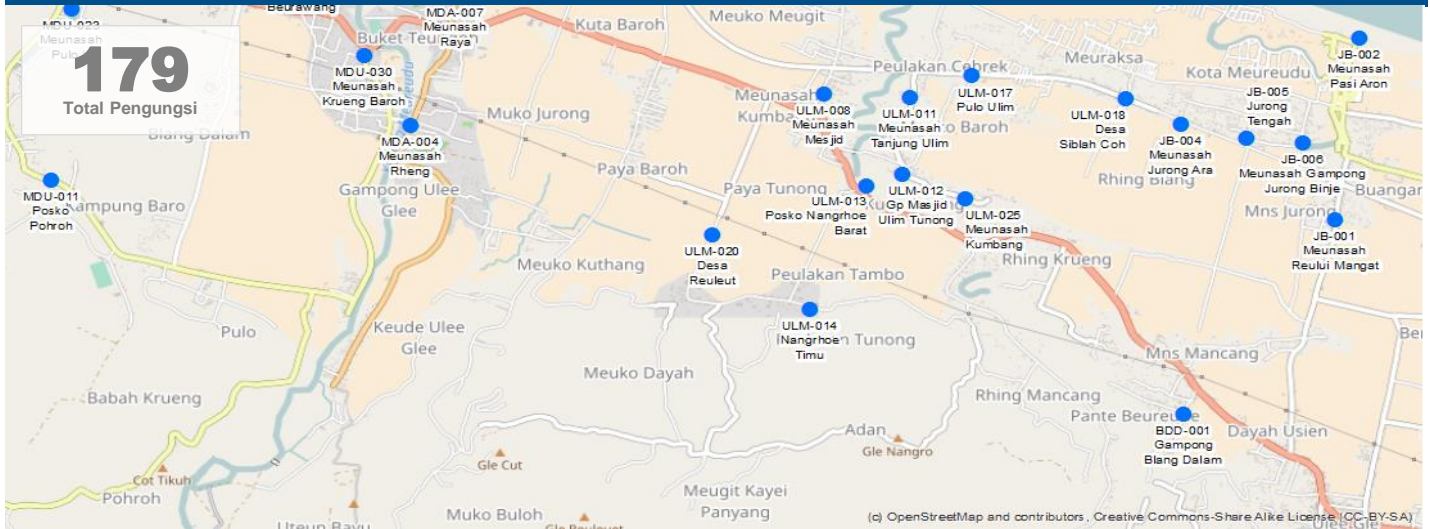 Beurawang
MDA-007
Meunasah
Raya
Kuta Baroh
Meuko Meugit
MDU-023
Meunasah
179
Total Pengungsi
Buket Teungoh
MDU-030
Meunasah
Krueng Baroh
Peulakan Cebrek
Meuraksa
Kota Meureudu
JB-002
Meunasah
Pasi Aron
ULM-017
Pulo Ulim
Meunasah
ULM-008
Meunasah
Mesjid
ULM-011
Meunasah
Tanjung Ulim
Baroh
ULM-018
Desa
Siblah Coh
JB-005
Jurong
Tengah
JB-004
Meunasah
Jurong Ara
JB-006
Meunasah Gampong
Jurong Binje
Muko Jurong
MDA-004
Meunasah
Rheng
Blang Dalam
Gampong Ulee
Glee
Paya Baroh
Paya Tunong
MDU-011
Posko
Pohroh
Kampung Baro
ULM-013
Posko Nangrhoe
Barat
ULM-012
Gp Masjid
Ulim Tunong
ULM-025
Meunasah
Kumbang
Rhing Blang
Mns Jurong
JB-001
Meunasah
Reului Mangat
ULM-020
Desa
Reuleut
Meuko Kuthang
Peulakan Tambo
Rhing Krueng
Pulo
Keude Ulee
Glee
ULM-014
Nangrhoe
Timu
Tunong
Mns Mancang
Meuko Dayah
Babah Krueng
Rhing Mancang
BDD-001
Gampong
Blang Dalam
Dayah Usien
Adan
Gle Nangro
Gle Cut
Cot Tikuh
Pohroh
Meugit Kayei
Panyang
Muko Buloh
(c) OpenStreetMap and contributors, Creative Commons-Share Alike License (CC-BY-SA)